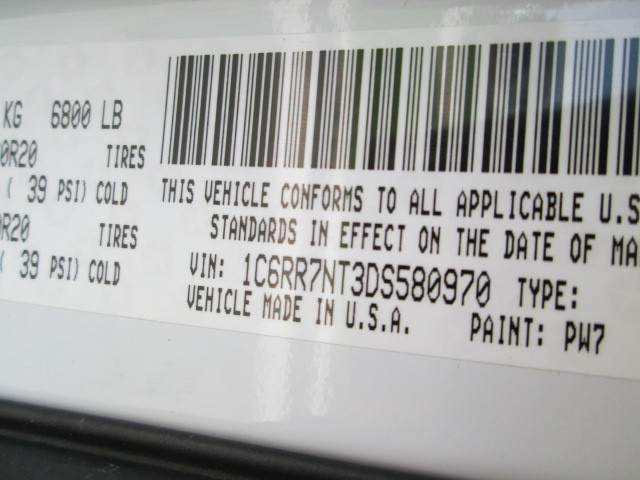 KG 6800 LB
0R20 TIRES
( 39 PSI) COLD
0R20 TIRES
( 39 PSI) COLD
THIS VEHICLE CONFORMS TO ALL APPLICABLE U.S
STANDARDS IN EFFECT ON THE DATE OF MA
VIN: 1C6RR7NT3DS580970 TYPE:
VEHICLE MADE IN U.S.A. PAINT: PW7